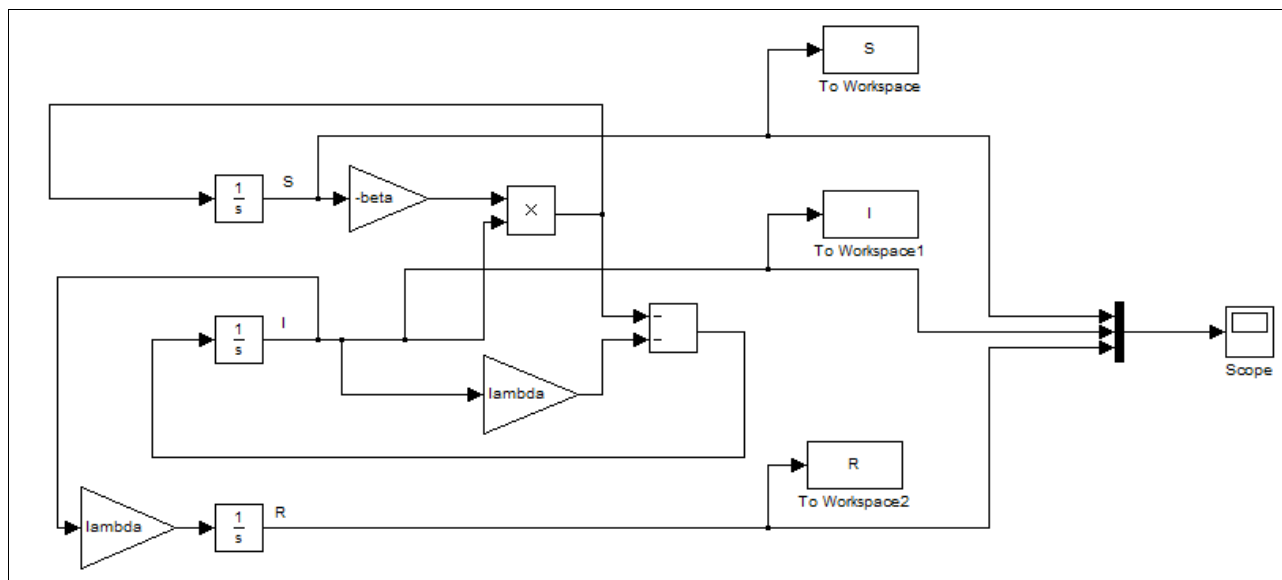 S
To Workspace
1
s
S
-beta
×
I
To Workspace1
1
s
I
−
−
lambda
Scope
R
To Workspace2
lambda
1
s
R